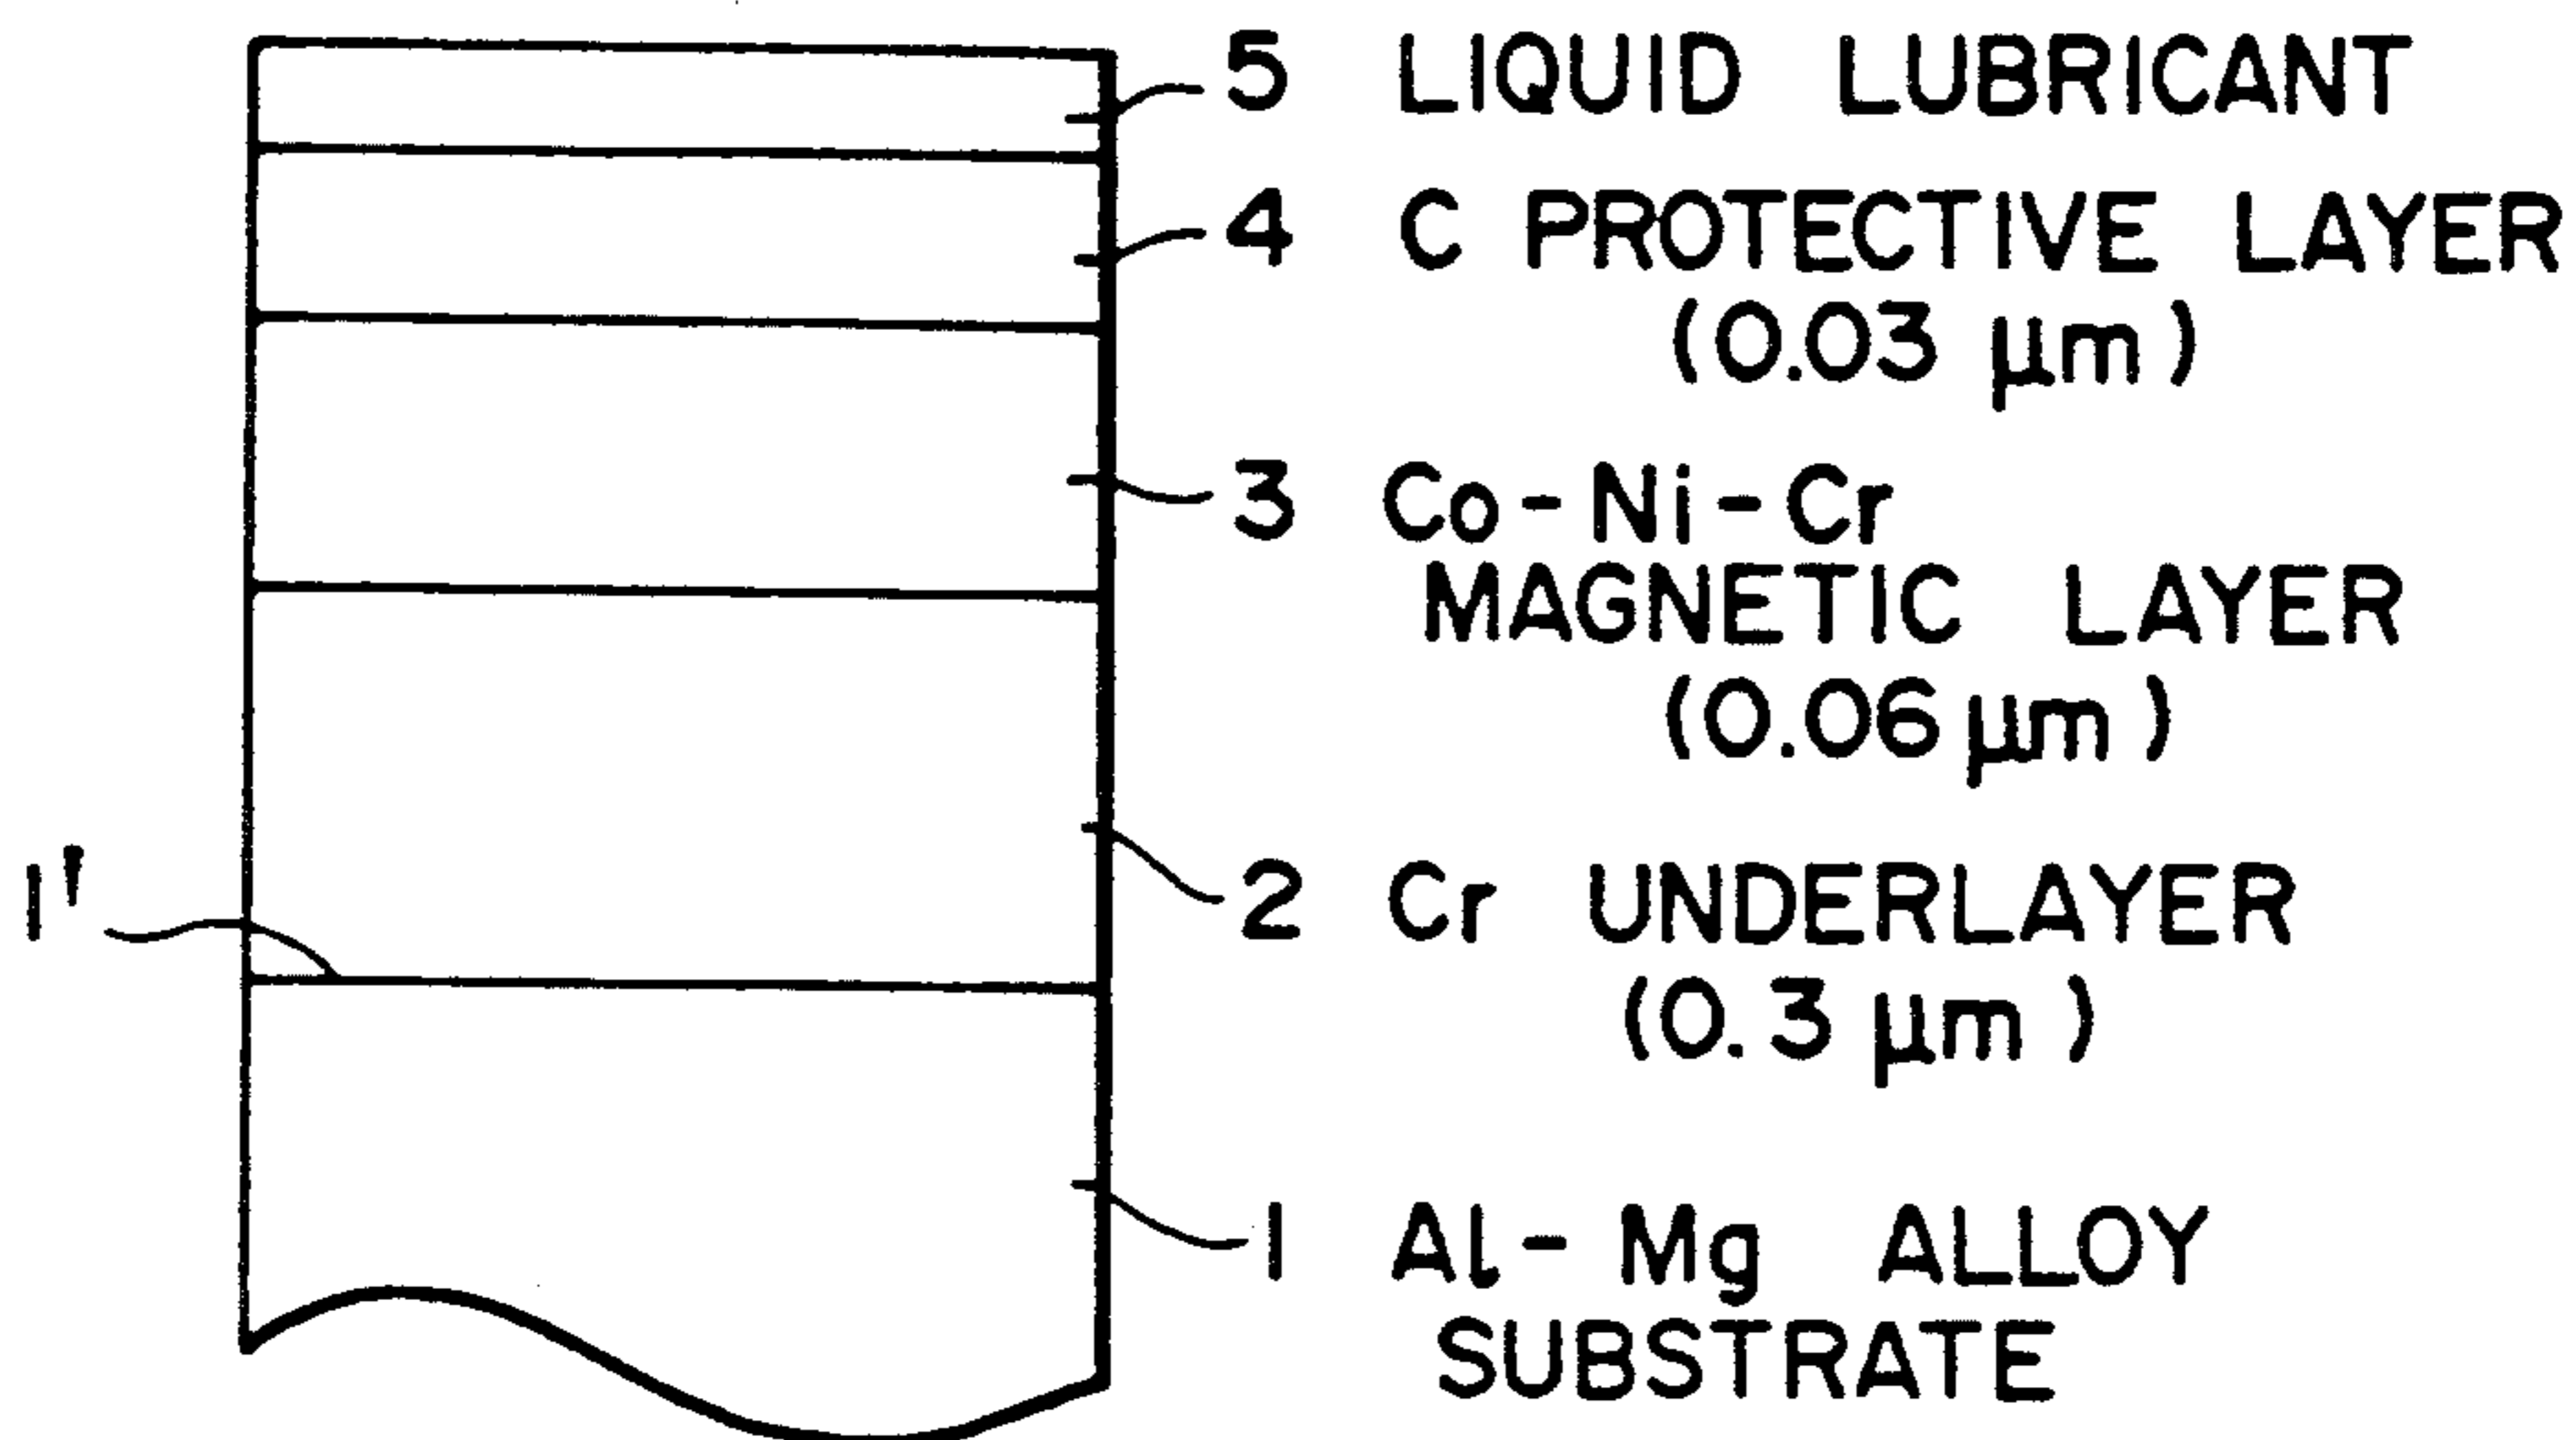 5 LIQUID LUBRICANT
4 C PROTECTIVE LAYER
(0.03 μm)
3 Co-Ni-Cr
MAGNETIC LAYER
(0.06 μm)
1'
2 Cr UNDERLAYER
(0.3 μm)
1 Al-Mg ALLOY
SUBSTRATE